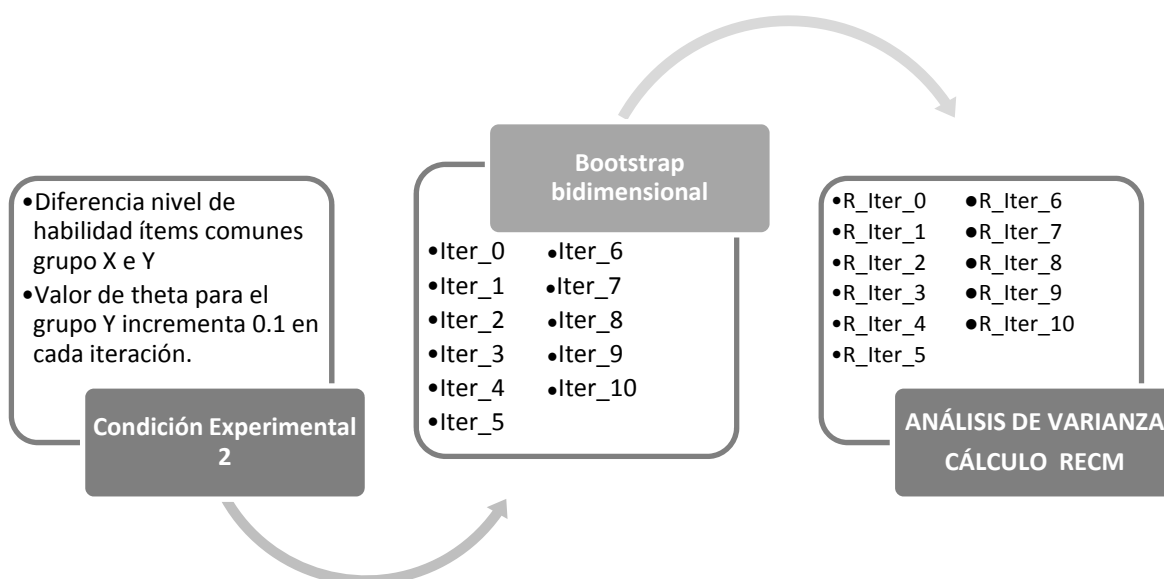 •Diferencia nivel de
habilidad ítems comunes
grupo X e Y
•Valor de theta para el
grupo Y incrementa 0.1 en
cada iteración.
Condición Experimental
2
Bootstrap
bidimensional
•Iter_0
•Iter_1
•Iter_2
•Iter_3
•Iter_4
•Iter_5
•Iter_6
•Iter_7
•Iter_8
•Iter_9
•Iter_10
•R_Iter_0
•R_Iter_1
•R_Iter_2
•R_Iter_3
•R_Iter_4
•R_Iter_5
•R_Iter_6
•R_Iter_7
•R_Iter_8
•R_Iter_9
•R_Iter_10
ANÁLISIS DE VARIANZA
CÁLCULO RECM